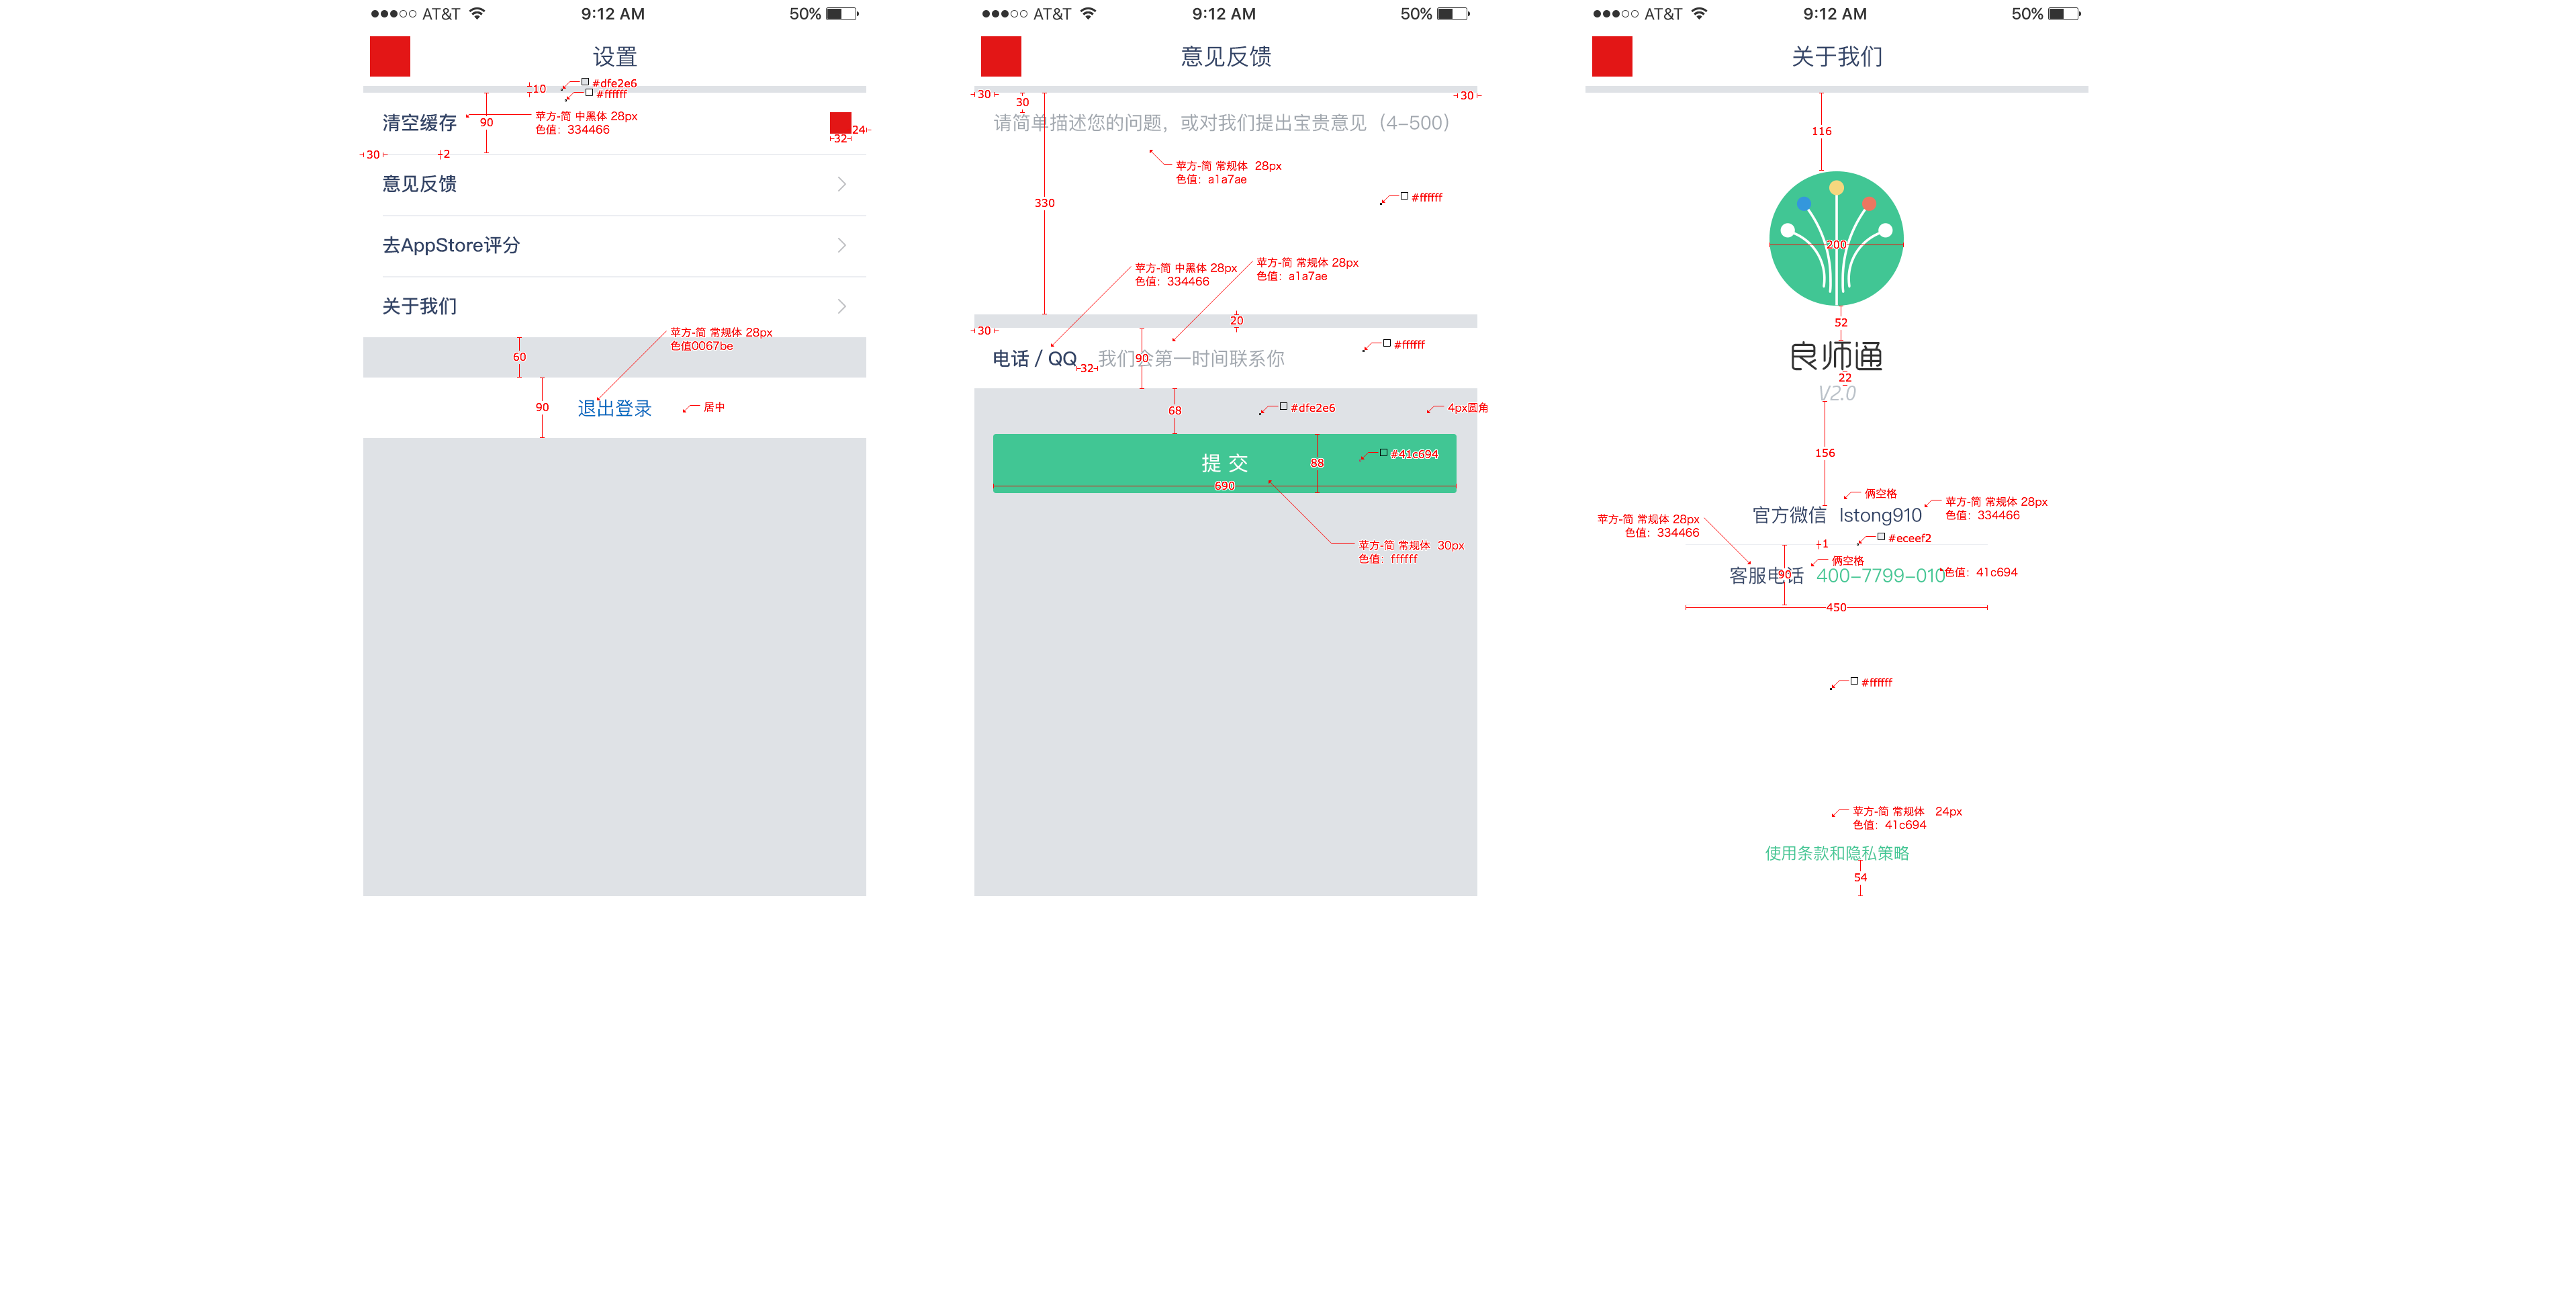 AT&T 9:12 AM 50%
设置
10
#dfe2e6
#ffffff
清空缓存
90
苹方-简 中黑体 28px
色值：334466
24
32
30
2
意见反馈
去AppStore评分
关于我们
苹方-简 常规体 28px
色值0067be
60
90
退出登录
居中
AT&T 9:12 AM 50%
意见反馈
30
30
30
请简单描述您的问题，或对我们提出宝贵意见（4-500）
苹方-简 常规体 28px
色值：a1a7ae
#ffffff
330
苹方-简 中黑体 28px
色值：334466
苹方-简 常规体 28px
色值：a1a7ae
20
30
#ffffff
电话 / QQ
32
90
我们会第一时间联系你
68
#dfe2e6
4px圆角
提 交
88
#41c694
690
苹方-简 常规体 30px
色值：ffffff
AT&T 9:12 AM 50%
关于我们
116
200
52
良师通
22
V2.0
156
俩空格
官方微信 lstong910
苹方-简 常规体 28px
色值：334466
苹方-简 常规体 28px
色值：334466
1
#eceef2
俩空格
客服电话 400-7799-010
90
色值：41c694
450
#ffffff
苹方-简 常规体 24px
色值：41c694
使用条款和隐私策略
54